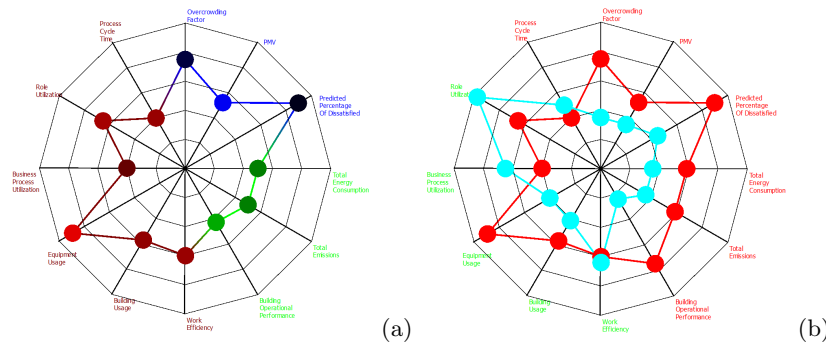 Overcrowding
Factor
PMV
Predicted Percentage
Of Dissatisfied
Total
Energy
Consumption
Total Emissions
Building
Operational
Performance
Work
Efficiency
Building
Usage
Equipment
Usage
Business
Process
Utilization
Role
Utilization
Process
Cycle
Time
(a)
Overcrowding
Factor
PMV
Predicted Percentage
Of Dissatisfied
Total
Energy
Consumption
Total
Emissions
Building
Operational
Performance
Work
Efficiency
Building
Usage
Equipment
Usage
Business
Process
Utilization
Role
Utilization
Process
Cycle
Time
(b)